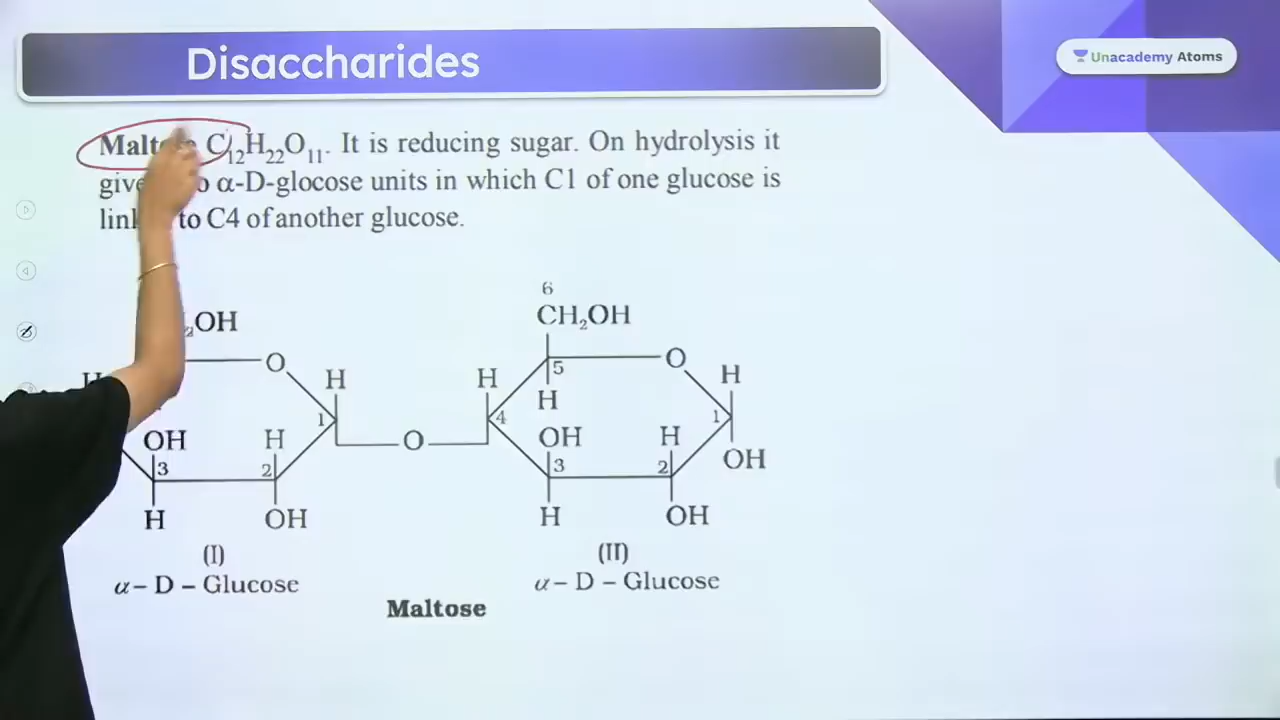 Disaccharides
Unacademy Atoms
C₁₂H₂₂O₁₁. It is reducing sugar. On hydrolysis it
α-D-glocose units in which C1 of one glucose is
to C4 of another glucose.
6
₂OH CH₂OH
O O
H H H
5
H
1 4 1
OH H OH H
O OH
3 2 3 2
H OH H OH
(I) (II)
α – D – Glucose α – D – Glucose
Maltose